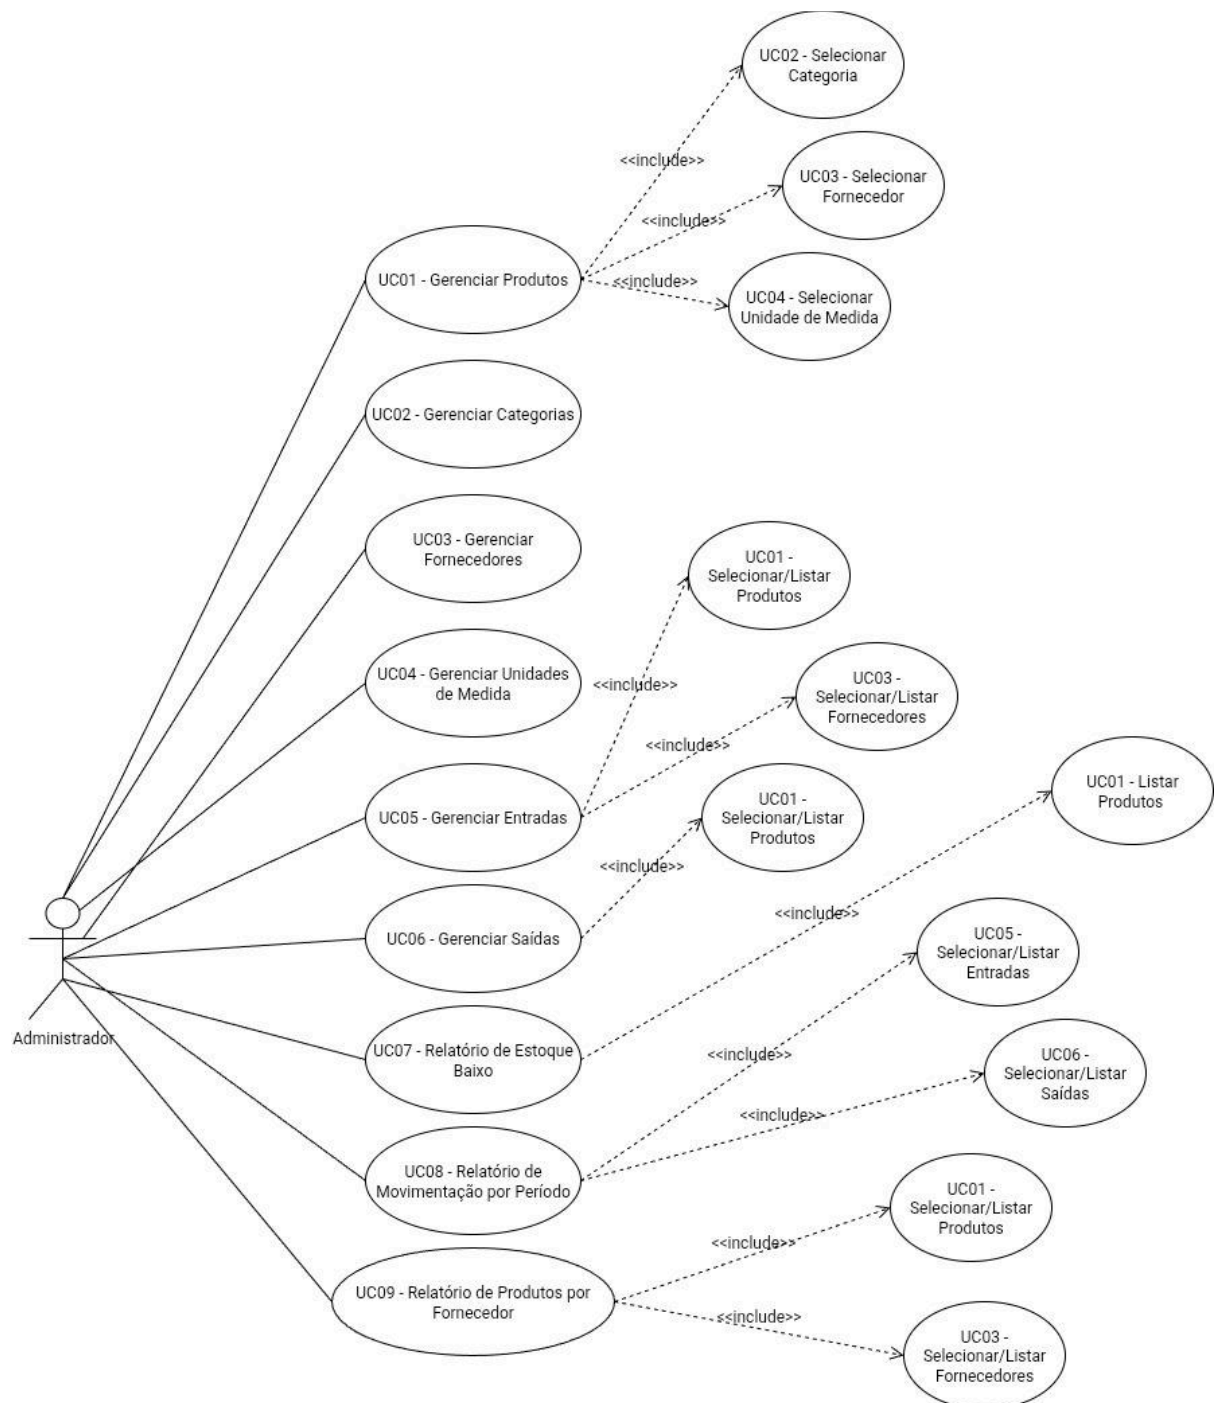 UC02 - Selecionar
Categoria
<<include>>
UC03 - Selecionar
Fornecedor
<<include>>
UC01 - Gerenciar Produtos
<<include>>
UC04 - Selecionar
Unidade de Medida
UC02 - Gerenciar Categorias
UC03 - Gerenciar
Fornecedores
UC01 -
Selecionar/Listar
Produtos
UC04 - Gerenciar Unidades
de Medida
<<include>>
UC03 -
Selecionar/Listar
Fornecedores
<<include>>
UC05 - Gerenciar Entradas
UC01 -
Selecionar/Listar
Produtos
UC01 - Listar
Produtos
<<include>>
<<include>>
UC06 - Gerenciar Saídas
UC05 -
Selecionar/Listar
Entradas
Administrador
UC07 - Relatório de Estoque
Baixo
<<include>>
UC06 -
Selecionar/Listar
Saídas
<<include>>
UC08 - Relatório de
Movimentação por Período
UC01 -
Selecionar/Listar
Produtos
<<include>>
UC09 - Relatório de Produtos por
Fornecedor
<<include>>
UC03 -
Selecionar/Listar
Fornecedores